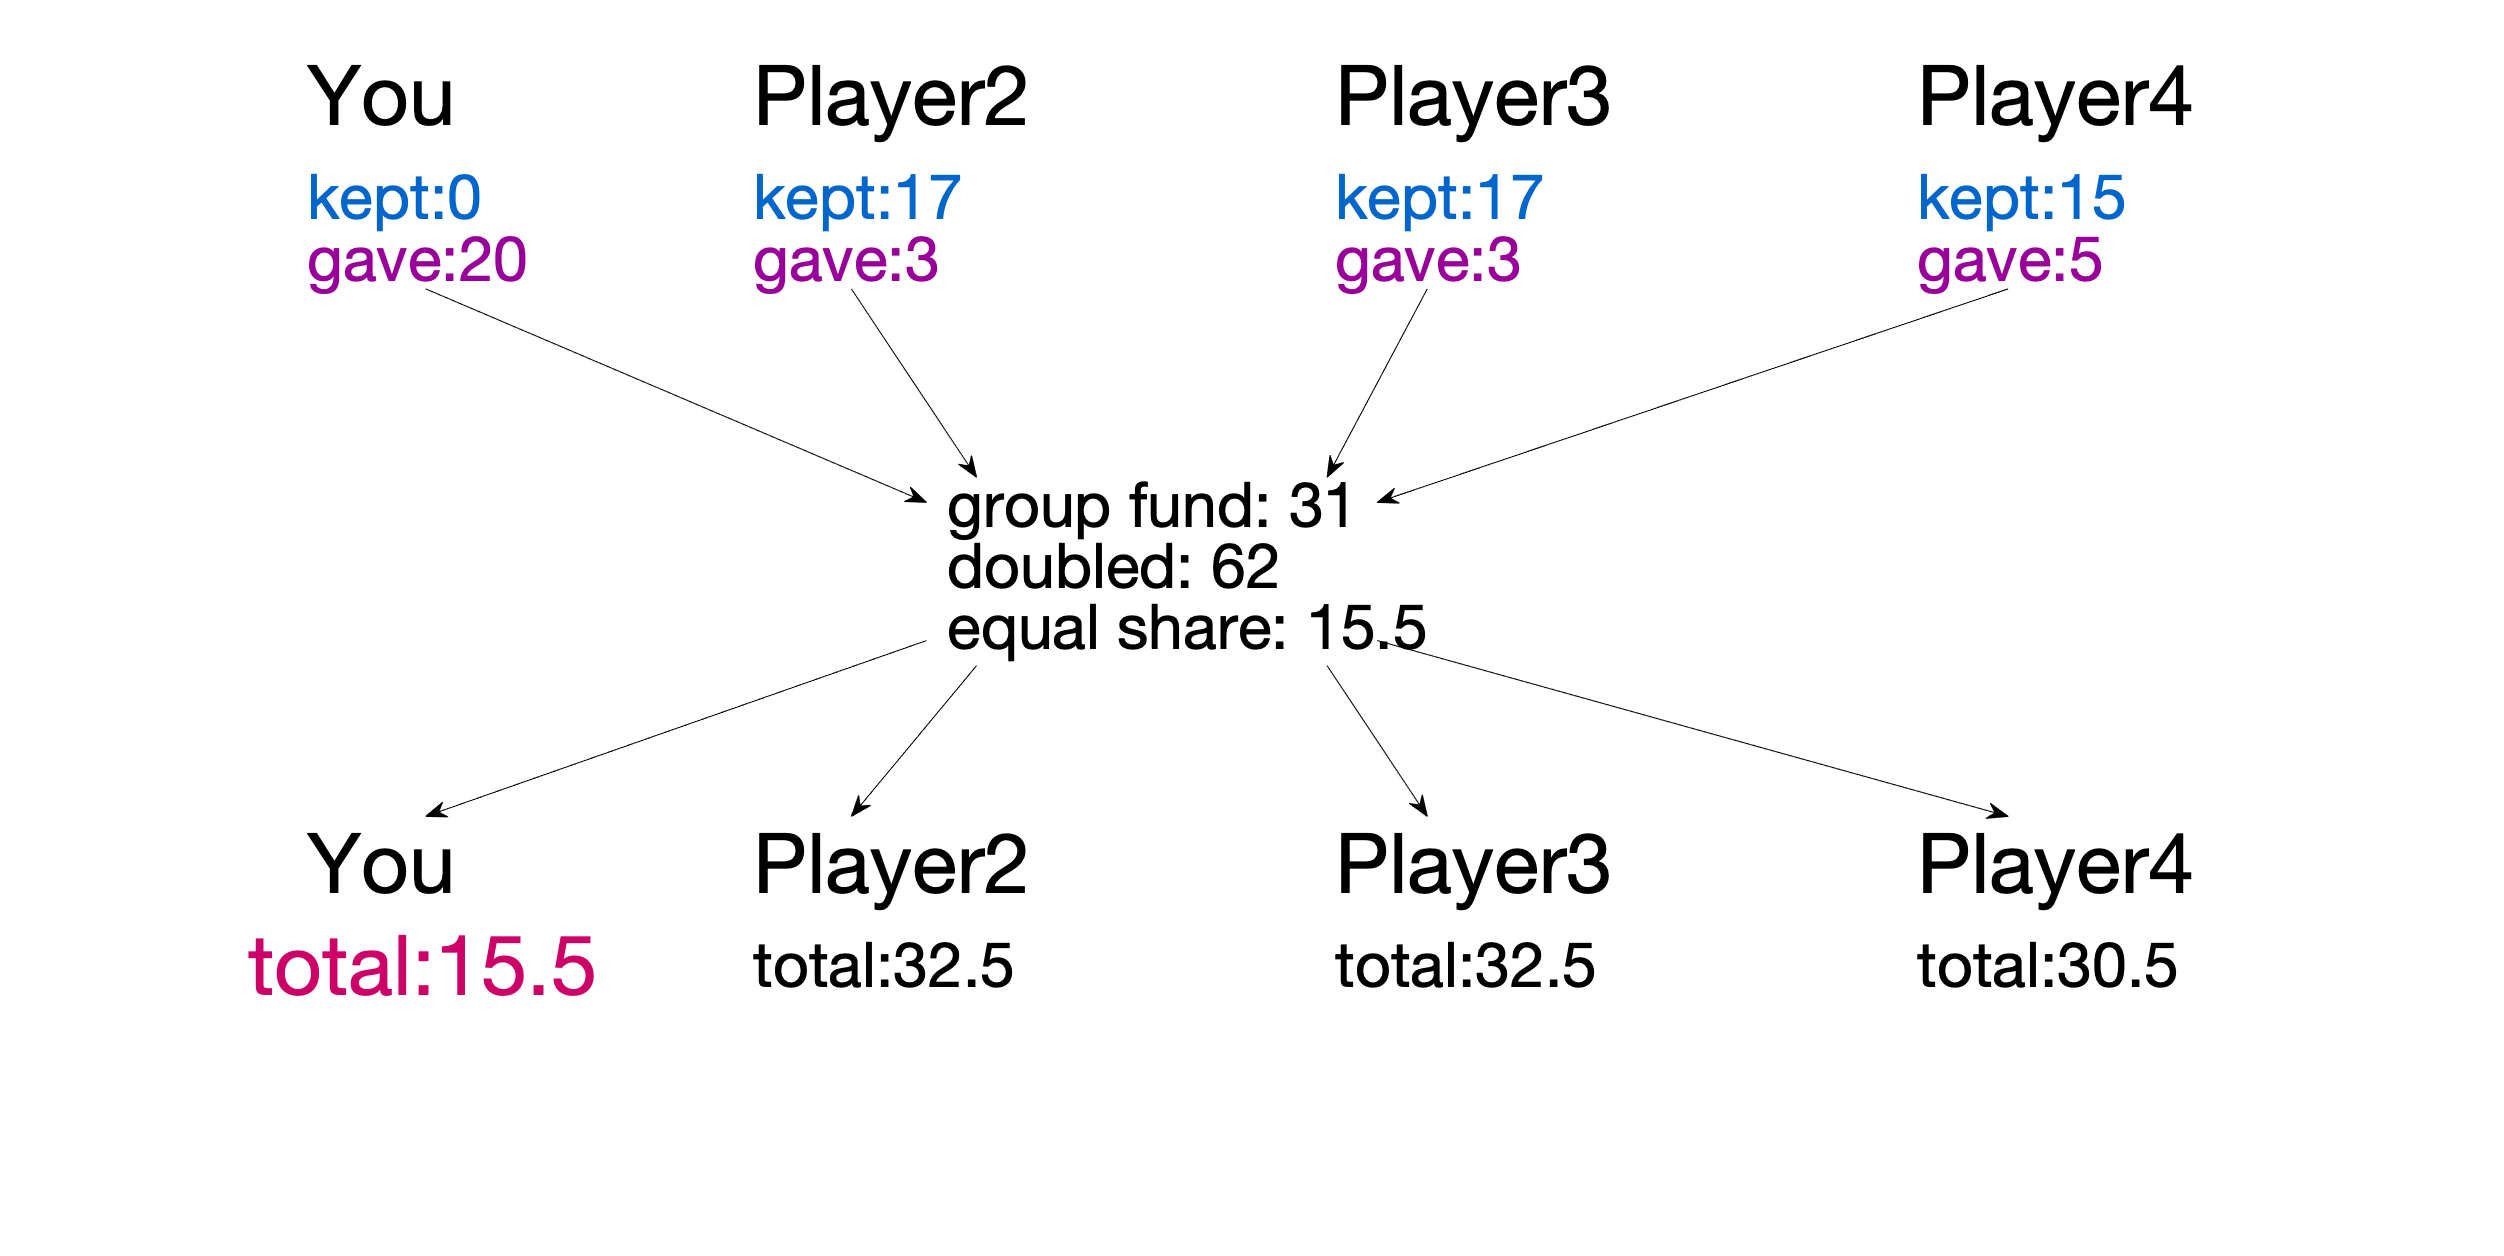 You Player2 Player3 Player4
kept:0 kept:17 kept:17 kept:15
gave:20 gave:3 gave:3 gave:5
group fund: 31
doubled: 62
equal share: 15.5
You Player2 Player3 Player4
total:15.5 total:32.5 total:32.5 total:30.5